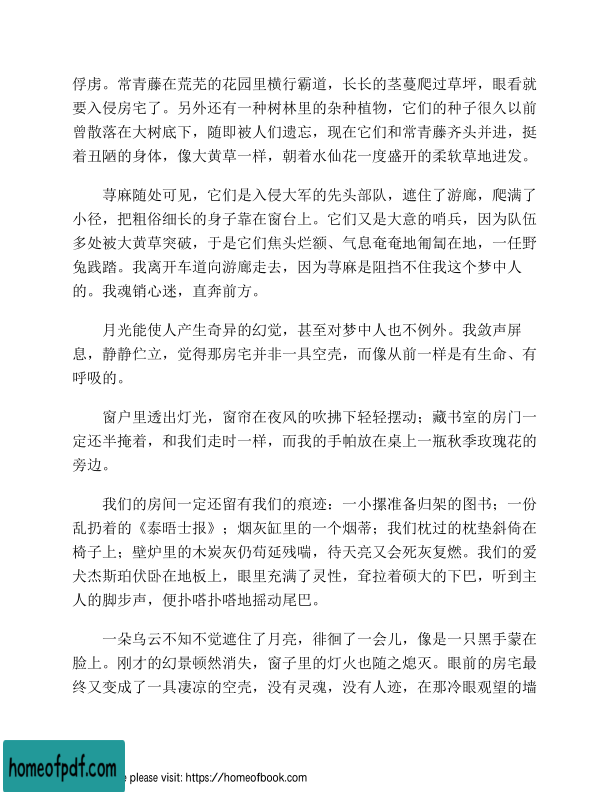 俘虏。常青藤在荒芜的花园里横行霸道，长长的茎蔓爬过草坪，眼看就
要入侵房宅了。另外还有一种树林里的杂种植物，它们的种子很久以前
曾散落在大树底下，随即被人们遗忘，现在它们和常青藤齐头并进，挺
着丑陋的身体，像大黄草一样，朝着水仙花一度盛开的柔软草地进发。
荨麻随处可见，它们是入侵大军的先头部队，遮住了游廊，爬满了
小径，把粗俗细长的身子靠在窗台上。它们又是大意的哨兵，因为队伍
多处被大黄草突破，于是它们焦头烂额、气息奄奄地匍匐在地，一任野
兔践踏。我离开车道向游廊走去，因为荨麻是阻挡不住我这个梦中人
的。我魂销心迷，直奔前方。
月光能使人产生奇异的幻觉，甚至对梦中人也不例外。我敛声屏
息，静静伫立，觉得那房宅并非一具空壳，而像从前一样是有生命、有
呼吸的。
窗户里透出灯光，窗帘在夜风的吹拂下轻轻摆动；藏书室的房门一
定还半掩着，和我们走时一样，而我的手帕放在桌上一瓶秋季玫瑰花的
旁边。
我们的房间一定还留有我们的痕迹：一小摞准备归架的图书；一份
乱扔着的《泰晤士报》；烟灰缸里的一个烟蒂；我们枕过的枕垫斜倚在
椅子上；壁炉里的木炭灰仍苟延残喘，待天亮又会死灰复燃。我们的爱
犬杰斯珀伏卧在地板上，眼里充满了灵性，耷拉着硕大的下巴，听到主
人的脚步声，便扑嗒扑嗒地摇动尾巴。
一朵乌云不知不觉遮住了月亮，徘徊了一会儿，像是一只黑手蒙在
脸上。刚才的幻景顿然消失，窗子里的灯火也随之熄灭。眼前的房宅最
终又变成了一具凄凉的空壳，没有灵魂，没有人迹，在那冷眼观望的墙
homeofpdf.com
e please visit: https://homeofbook.com